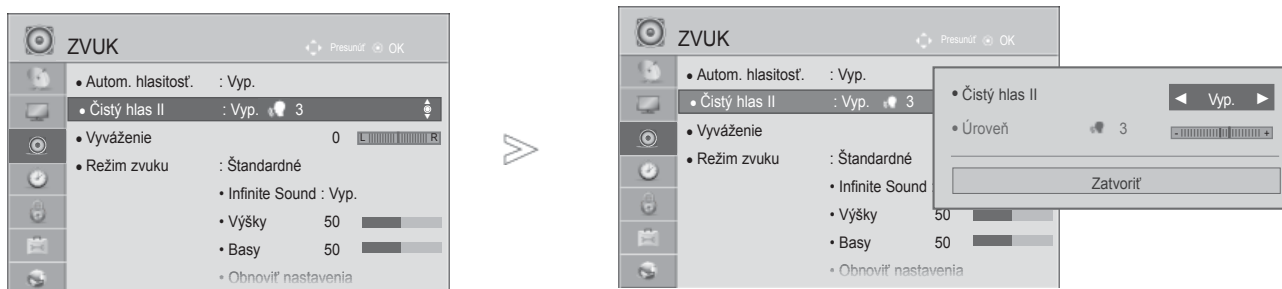 ZVUK Presunúť OK
• Autom. hlasitosť. : Vyp.
• Čistý hlas II : Vyp. 3
• Vyváženie 0 L R
• Režim zvuku : Štandardné
• Infinite Sound : Vyp.
• Výšky 50
• Basy 50
• Obnoviť nastavenia
ZVUK Presunúť OK
• Autom. hlasitosť. : Vyp.
• Čistý hlas II : Vyp. 3
• Vyváženie
• Režim zvuku : Štandardné
• Infinite Sound :
• Výšky 50
• Basy 50
• Obnoviť nastavenia
• Čistý hlas II ◄ Vyp. ►
• Úroveň 3 - +
Zatvoriť